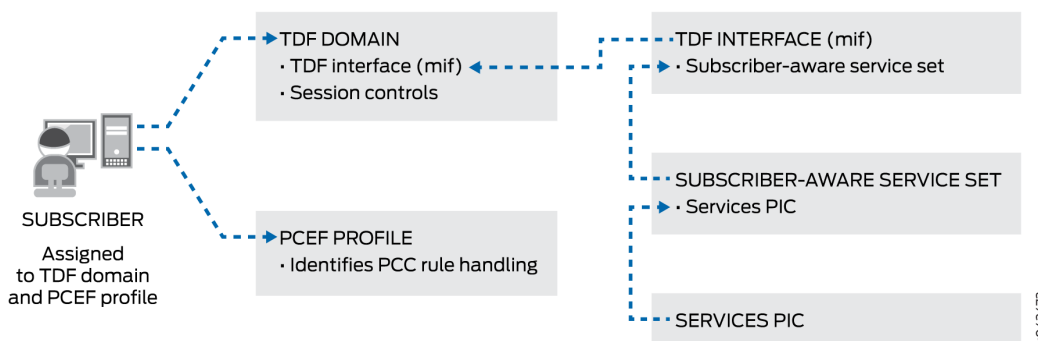 TDF DOMAIN
· TDF interface (mif)
· Session controls
TDF INTERFACE (mif)
· Subscriber-aware service set
SUBSCRIBER
Assigned
to TDF domain
and PCEF profile
PCEF PROFILE
· Identifies PCC rule handling
SUBSCRIBER-AWARE SERVICE SET
· Services PIC
SERVICES PIC